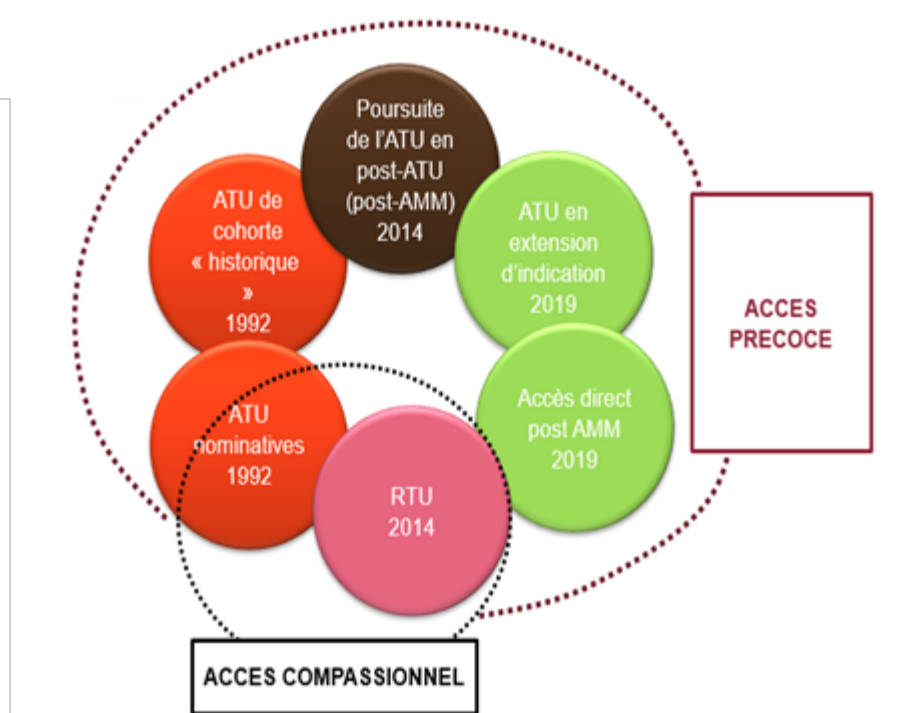 Poursuite
de l'ATU en
post-ATU
(post-AMM)
2014
ATU de
cohorte
« historique
»
1992
ATU en
extension
d'indication
2019
ACCES
PRECOCE
ATU
nominatives
1992
Accès direct
post AMM
2019
RTU
2014
ACCES COMPASSIONNEL